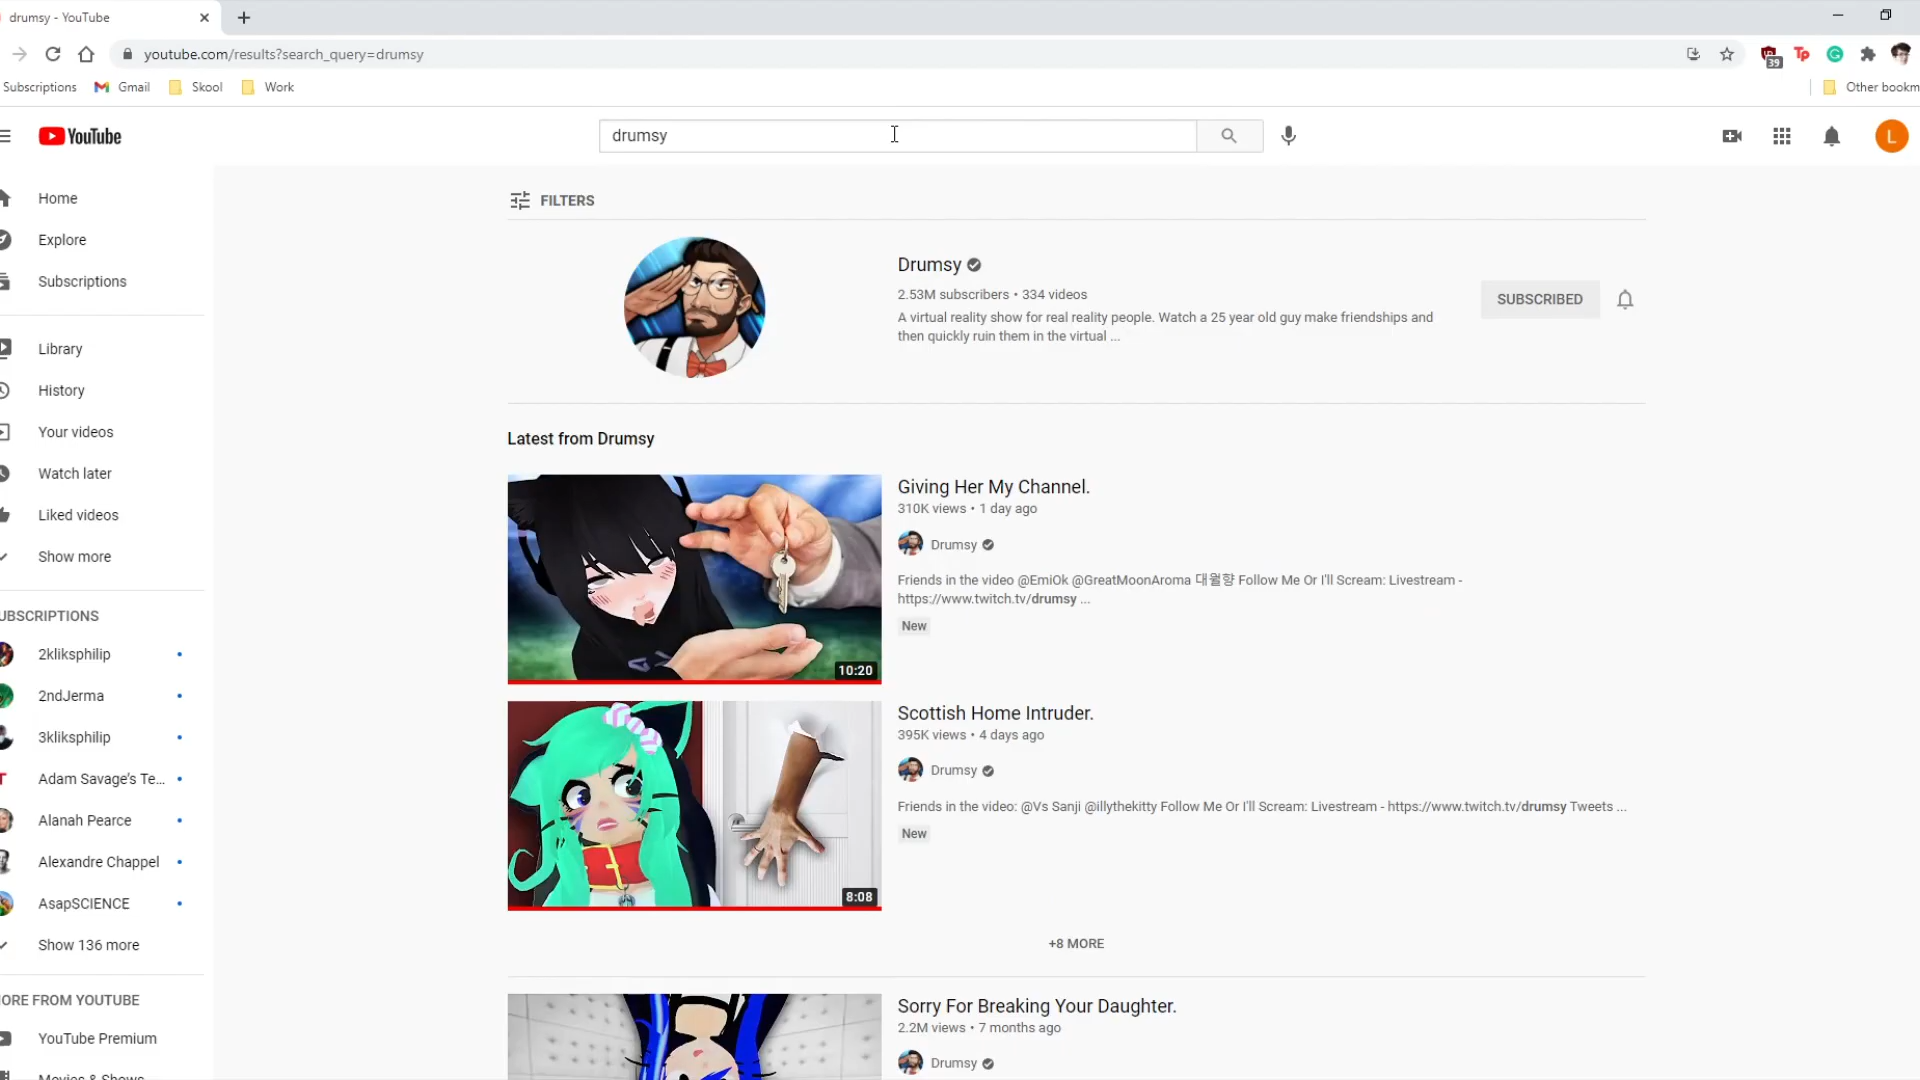 drumsy - YouTube
youtube.com/results?search_query=drumsy
39
Tp
Subscriptions
Gmail
Skool
Work
Other bookm
YouTube
drumsy
L
Home
Explore
Subscriptions
Library
History
Your videos
Watch later
Liked videos
Show more
UBSCRIPTIONS
2kliksphilip
2ndJerma
3kliksphilip
Adam Savage's Te...
Alanah Pearce
Alexandre Chappel
AsapSCIENCE
Show 136 more
ORE FROM YOUTUBE
YouTube Premium
Movies & Shows
FILTERS
Drumsy
2.53M subscribers • 334 videos
A virtual reality show for real reality people. Watch a 25 year old guy make friendships and
then quickly ruin them in the virtual ...
SUBSCRIBED
Latest from Drumsy
10:20
Giving Her My Channel.
310K views • 1 day ago
Drumsy
Friends in the video @EmiOk @GreatMoonAroma 대월향 Follow Me Or I'll Scream: Livestream -
https://www.twitch.tv/drumsy ...
New
8:08
Scottish Home Intruder.
395K views • 4 days ago
Drumsy
Friends in the video: @Vs Sanji @illythekitty Follow Me Or I'll Scream: Livestream - https://www.twitch.tv/drumsy Tweets ...
New
+8 MORE
Sorry For Breaking Your Daughter.
2.2M views • 7 months ago
Drumsy